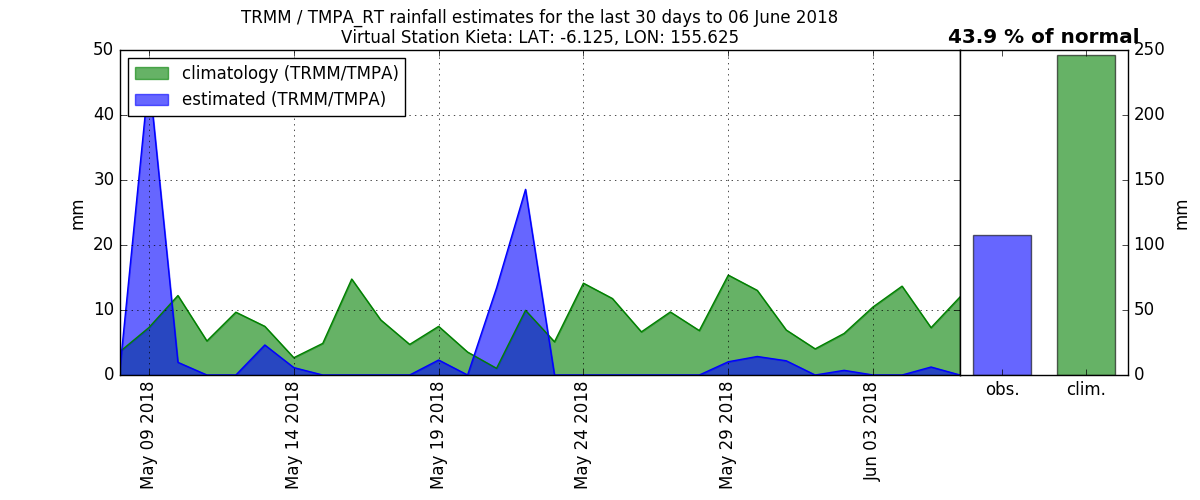 TRMM / TMPA_RT rainfall estimates for the last 30 days to 06 June 2018
Virtual Station Kieta: LAT: -6.125, LON: 155.625
43.9 % of normal
climatology (TRMM/TMPA)
estimated (TRMM/TMPA)
50
40
30
20
10
0
mm
May 09 2018
May 14 2018
May 19 2018
May 24 2018
May 29 2018
Jun 03 2018
obs.
clim.
250
200
150
100
50
0
mm